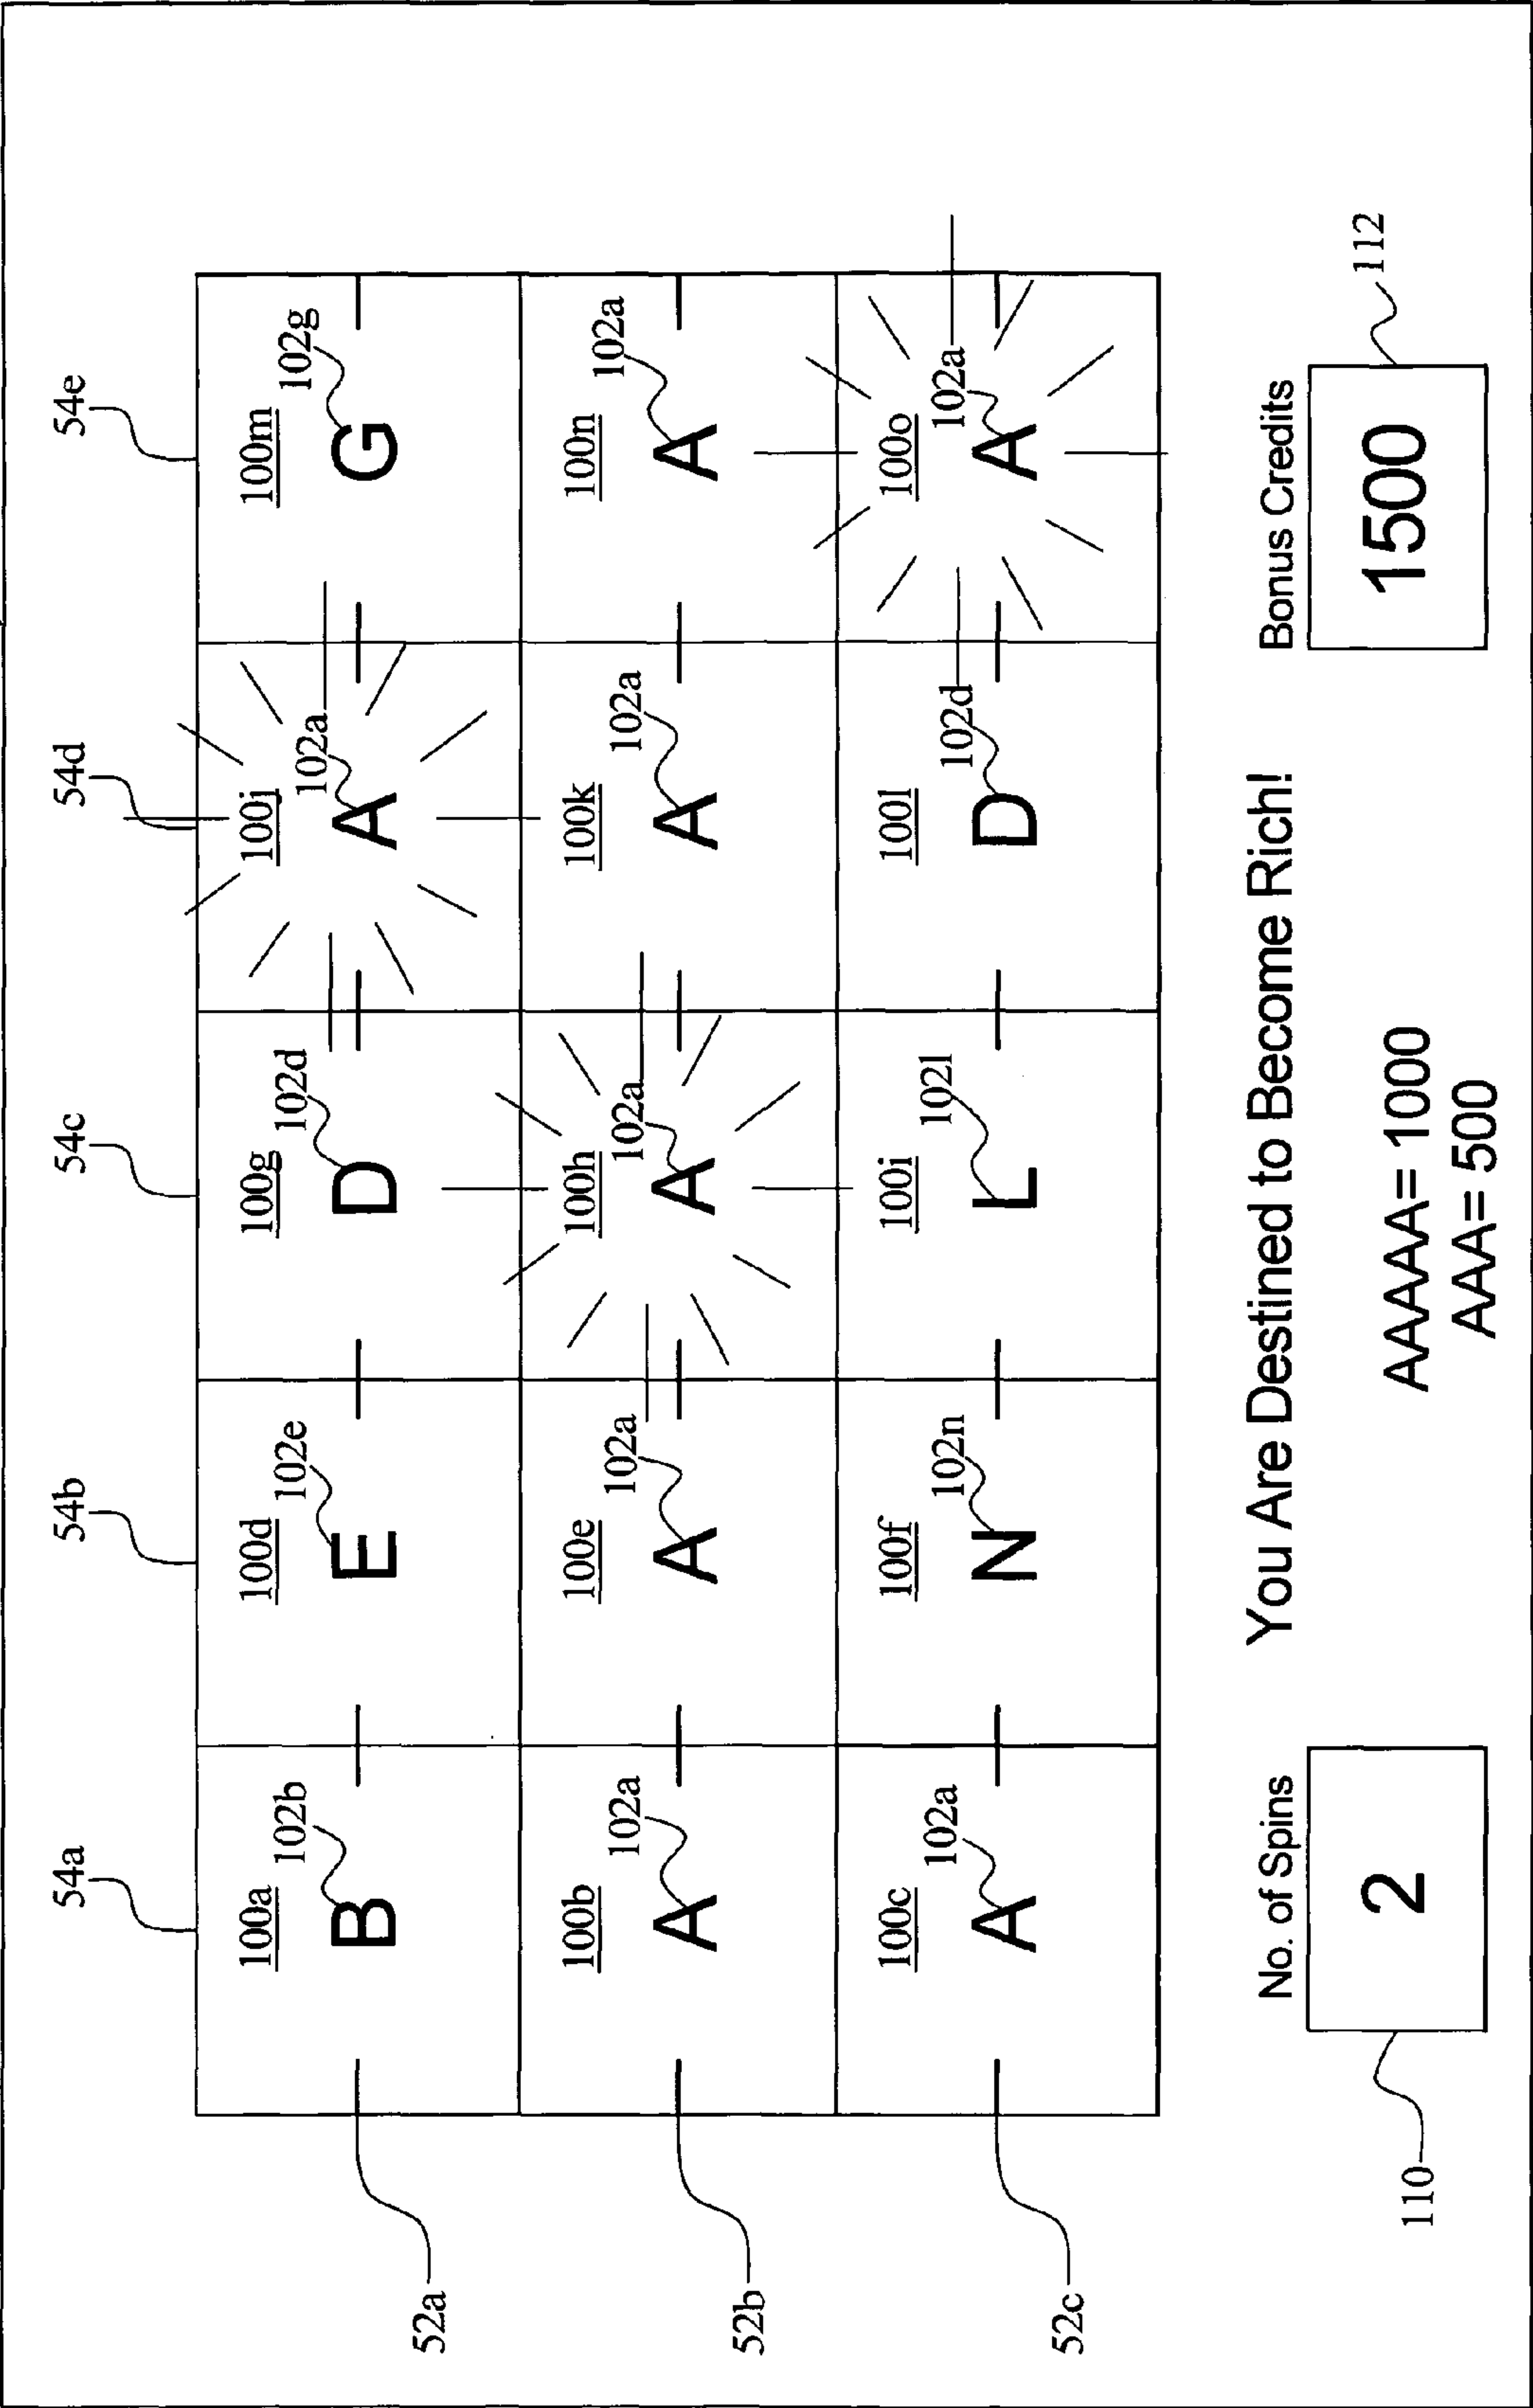 54a 54b 54c 54d 54e
100a 102b 100d 102e 100g 102d 100j 102a 100m 102g
B E D A G
52a
100b 102a 100e 102a 100h 102a 100k 102a 100n 102a
A A A A A
52b
100c 102a 100f 102n 100i 102l 100l 102d 100o 102a
A N L D A
52c
No. of Spins You Are Destined to Become Rich! Bonus Credits
110 2 AAAAA= 1000 1500 112
AAA= 500